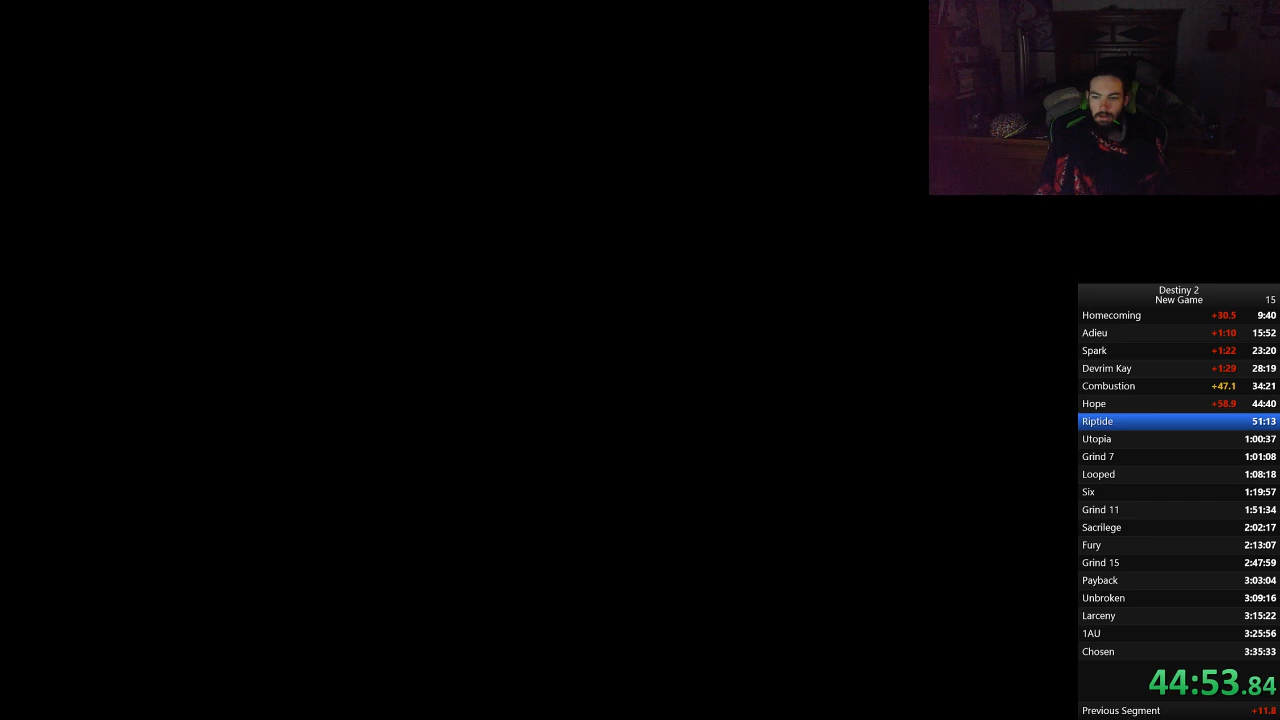 Destiny 2
New Game 15
Homecoming +30.5 9:40
Adieu +1:10 15:52
Spark +1:22 23:20
Devrim Kay +1:29 28:19
Combustion +47.1 34:21
Hope +58.9 44:40
Riptide 51:13
Utopia 1:00:37
Grind 7 1:01:08
Looped 1:08:18
Six 1:19:57
Grind 11 1:51:34
Sacrilege 2:02:17
Fury 2:13:07
Grind 15 2:47:59
Payback 3:03:04
Unbroken 3:09:16
Larceny 3:15:22
1AU 3:25:56
Chosen 3:35:33
44:53.84
Previous Segment +11.8